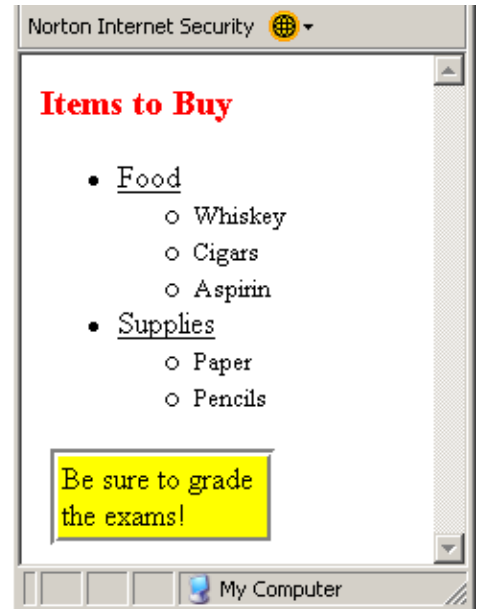 Norton Internet Security
Items to Buy
Food
Whiskey
Cigars
Aspirin
Supplies
Paper
Pencils
Be sure to grade
the exams!
My Computer